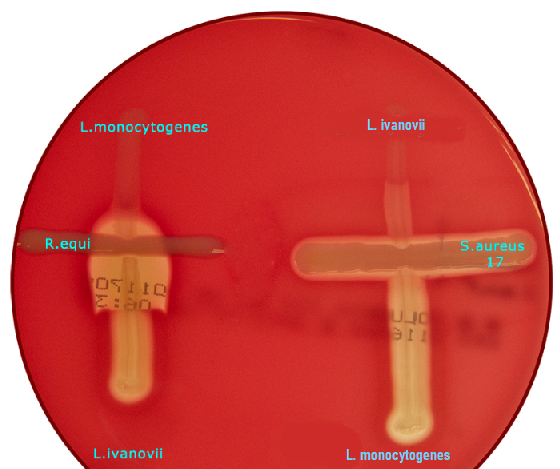 L.monocytogenes
L. ivanovii
R.equi
S.aureus
17
L.ivanovii
L. monocytogenes